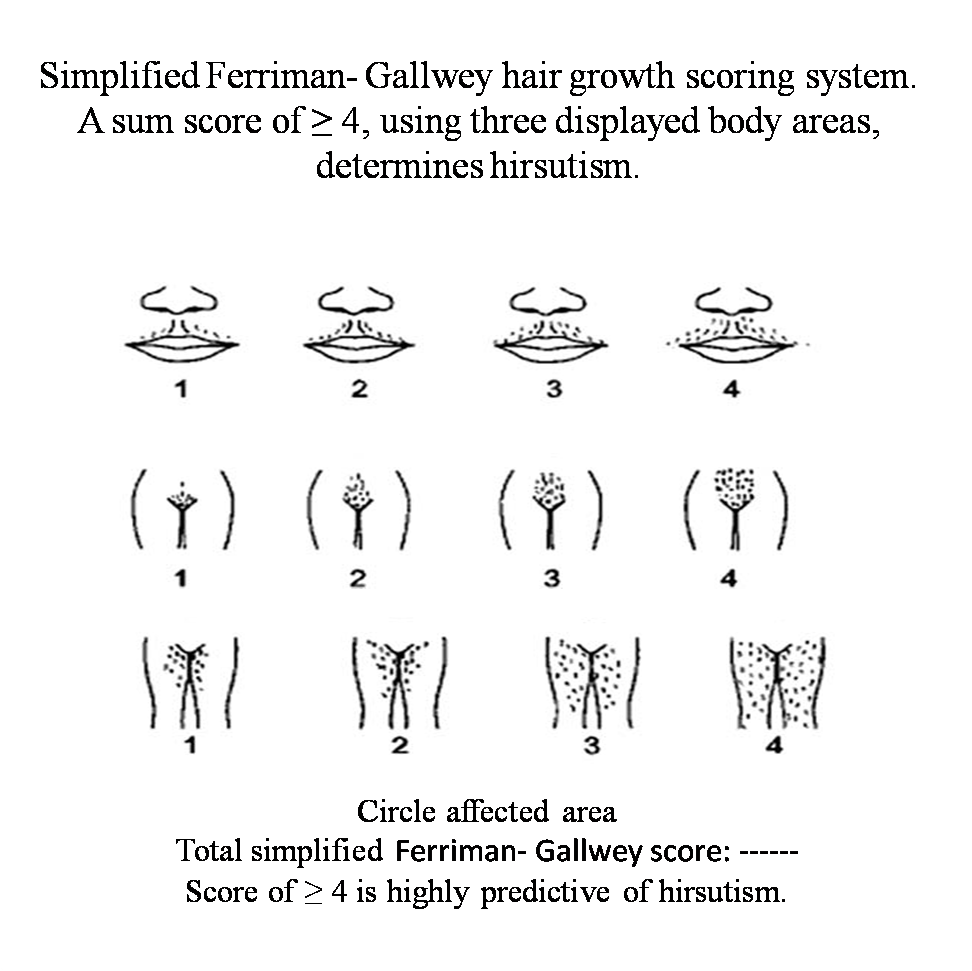 Simplified Ferriman- Gallwey hair growth scoring system.
A sum score of ≥ 4, using three displayed body areas,
determines hirsutism.
1 2 3 4
1 2 3 4
1 2 3 4
Circle affected area
Total simplified Ferriman- Gallwey score: ------
Score of ≥ 4 is highly predictive of hirsutism.